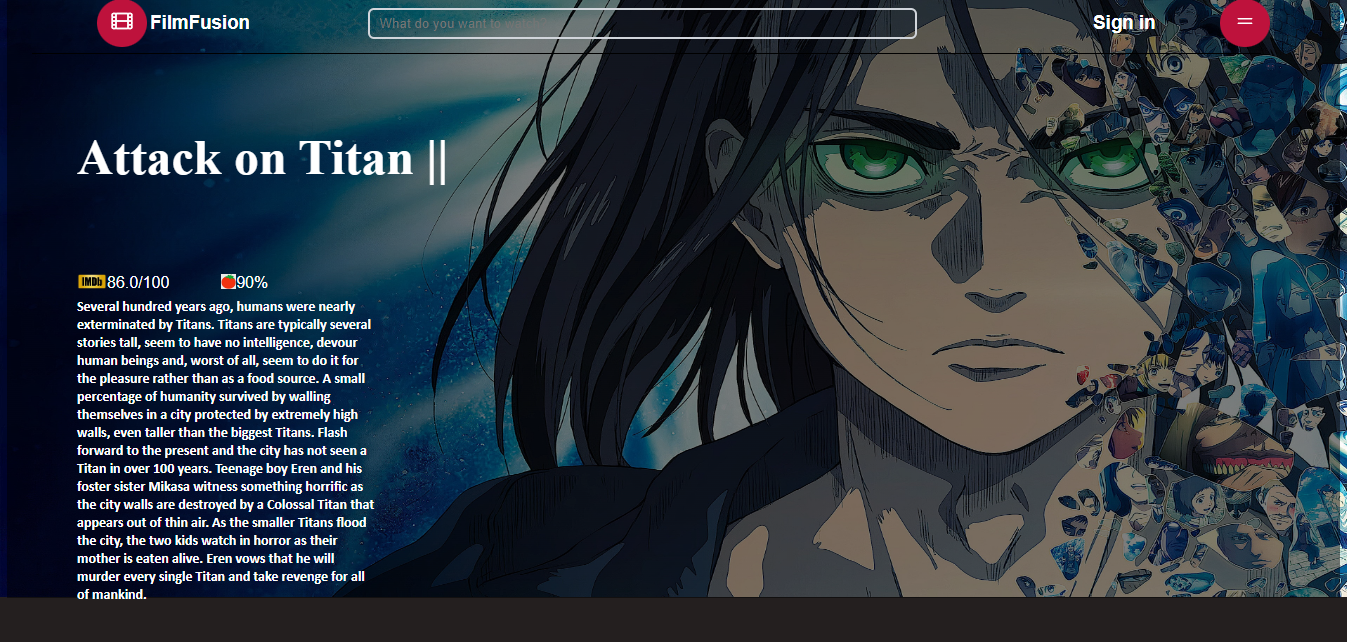 FilmFusion
What do you want to watch?
Sign in
Attack on Titan ||
IMDb 86.0/100 90%
Several hundred years ago, humans were nearly
exterminated by Titans. Titans are typically several
stories tall, seem to have no intelligence, devour
human beings and, worst of all, seem to do it for
the pleasure rather than as a food source. A small
percentage of humanity survived by walling
themselves in a city protected by extremely high
walls, even taller than the biggest Titans. Flash
forward to the present and the city has not seen a
Titan in over 100 years. Teenage boy Eren and his
foster sister Mikasa witness something horrific as
the city walls are destroyed by a Colossal Titan that
appears out of thin air. As the smaller Titans flood
the city, the two kids watch in horror as their
mother is eaten alive. Eren vows that he will
murder every single Titan and take revenge for all
of mankind.